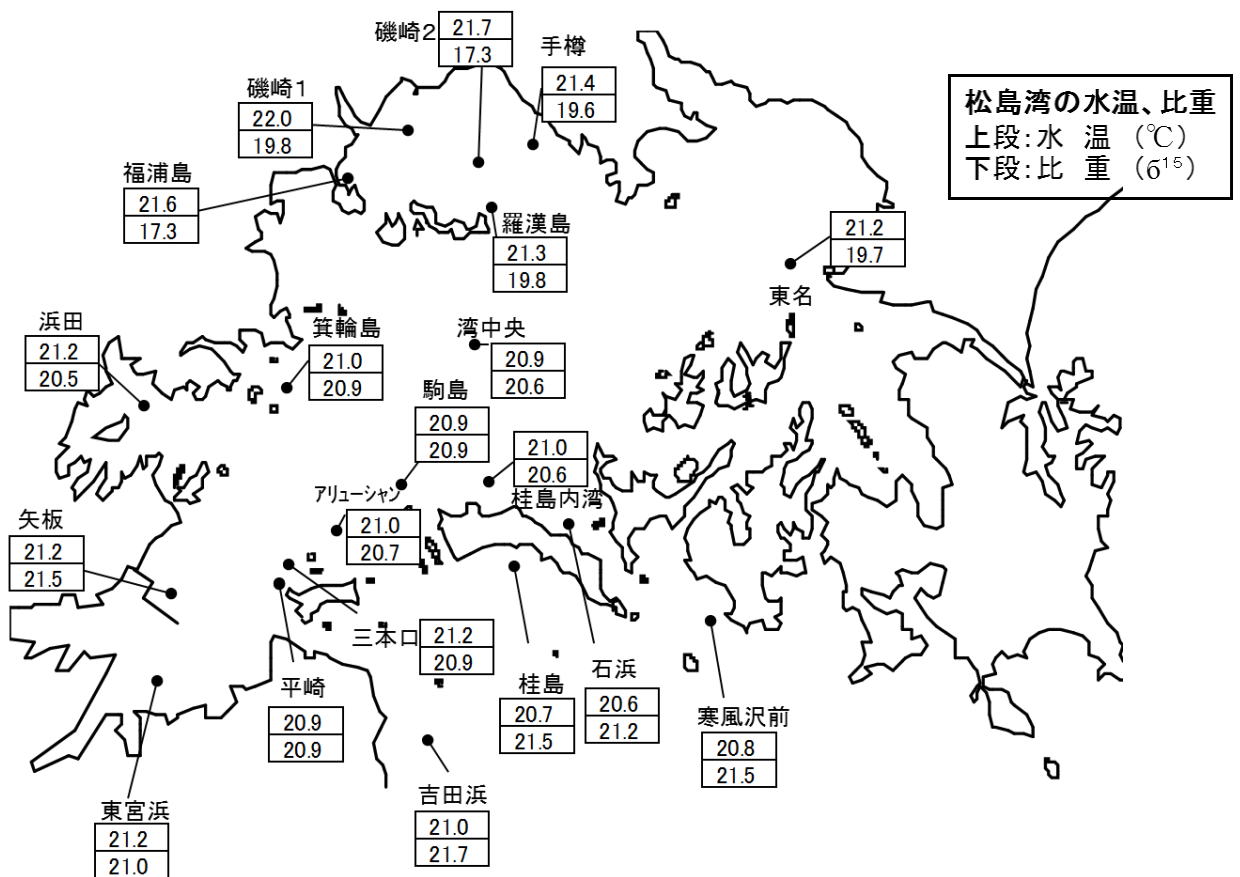 磯崎2
21.7
17.3
手樽
21.4
19.6
磯崎1
22.0
19.8
松島湾の水温、比重
上段:水 温 (℃)
下段:比 重 (б¹⁵)
福浦島
21.6
17.3
羅漢島
21.3
19.8
21.2
19.7
東名
浜田
21.2
20.5
箕輪島
21.0
20.9
湾中央
20.9
20.6
駒島
20.9
20.9
21.0
20.6
桂島内湾
アリューシャン
21.0
20.7
矢板
21.2
21.5
三本口
21.2
20.9
平崎
20.9
20.9
桂島
20.7
21.5
石浜
20.6
21.2
寒風沢前
20.8
21.5
吉田浜
21.0
21.7
東宮浜
21.2
21.0